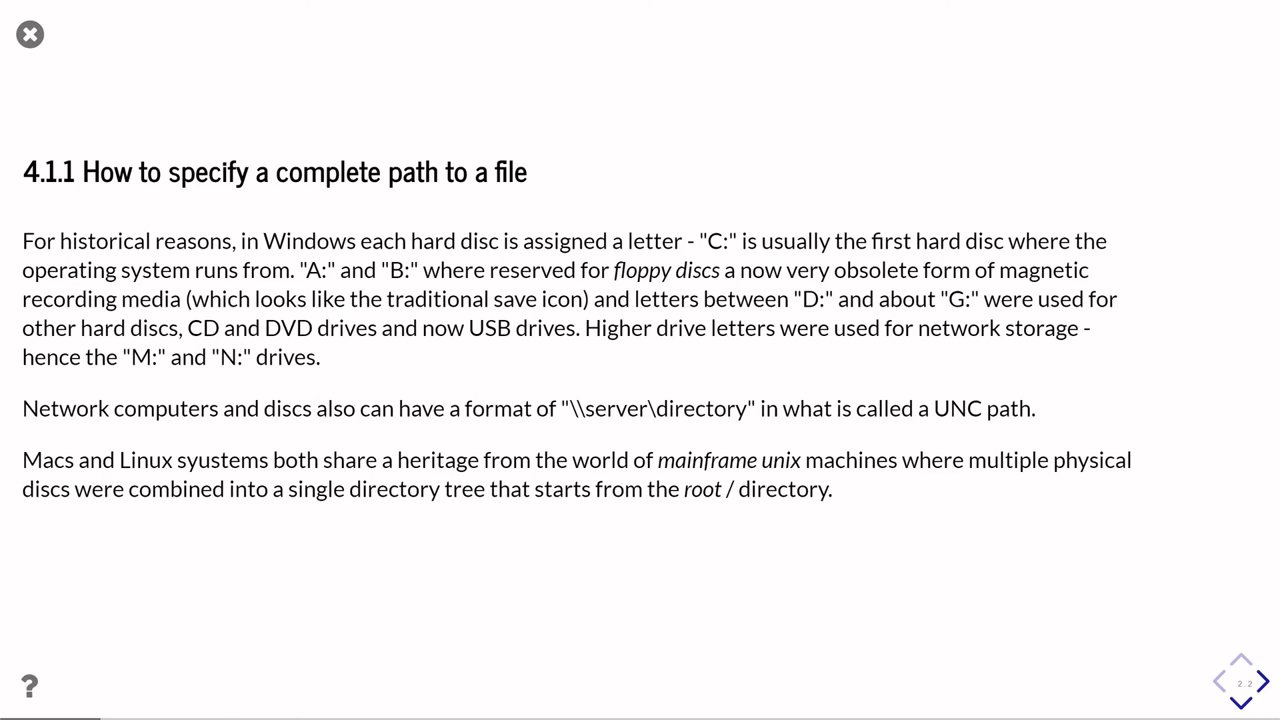 4.1.1 How to specify a complete path to a file
For historical reasons, in Windows each hard disc is assigned a letter - "C:" is usually the first hard disc where the
operating system runs from. "A:" and "B:" where reserved for floppy discs a now very obsolete form of magnetic
recording media (which looks like the traditional save icon) and letters between "D:" and about "G:" were used for
other hard discs, CD and DVD drives and now USB drives. Higher drive letters were used for network storage -
hence the "M:" and "N:" drives.
Network computers and discs also can have a format of "\\server\directory" in what is called a UNC path.
Macs and Linux syustems both share a heritage from the world of mainframe unix machines where multiple physical
discs were combined into a single directory tree that starts from the root / directory.
?
2.2